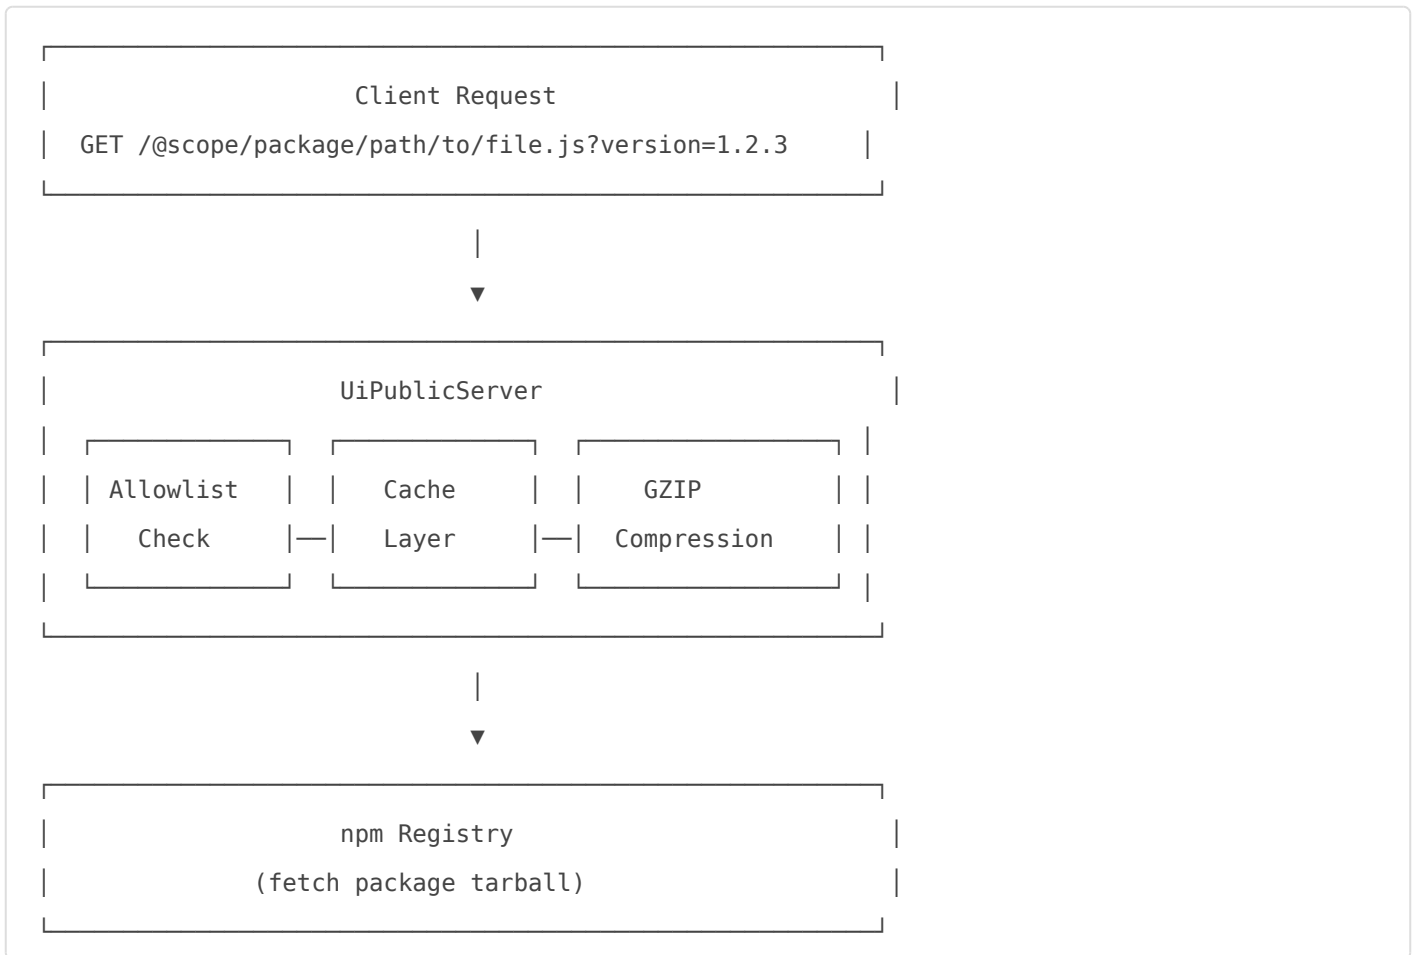 Client Request
GET /@scope/package/path/to/file.js?version=1.2.3
UiPublicServer
Allowlist Cache GZIP
Check Layer Compression
npm Registry
(fetch package tarball)